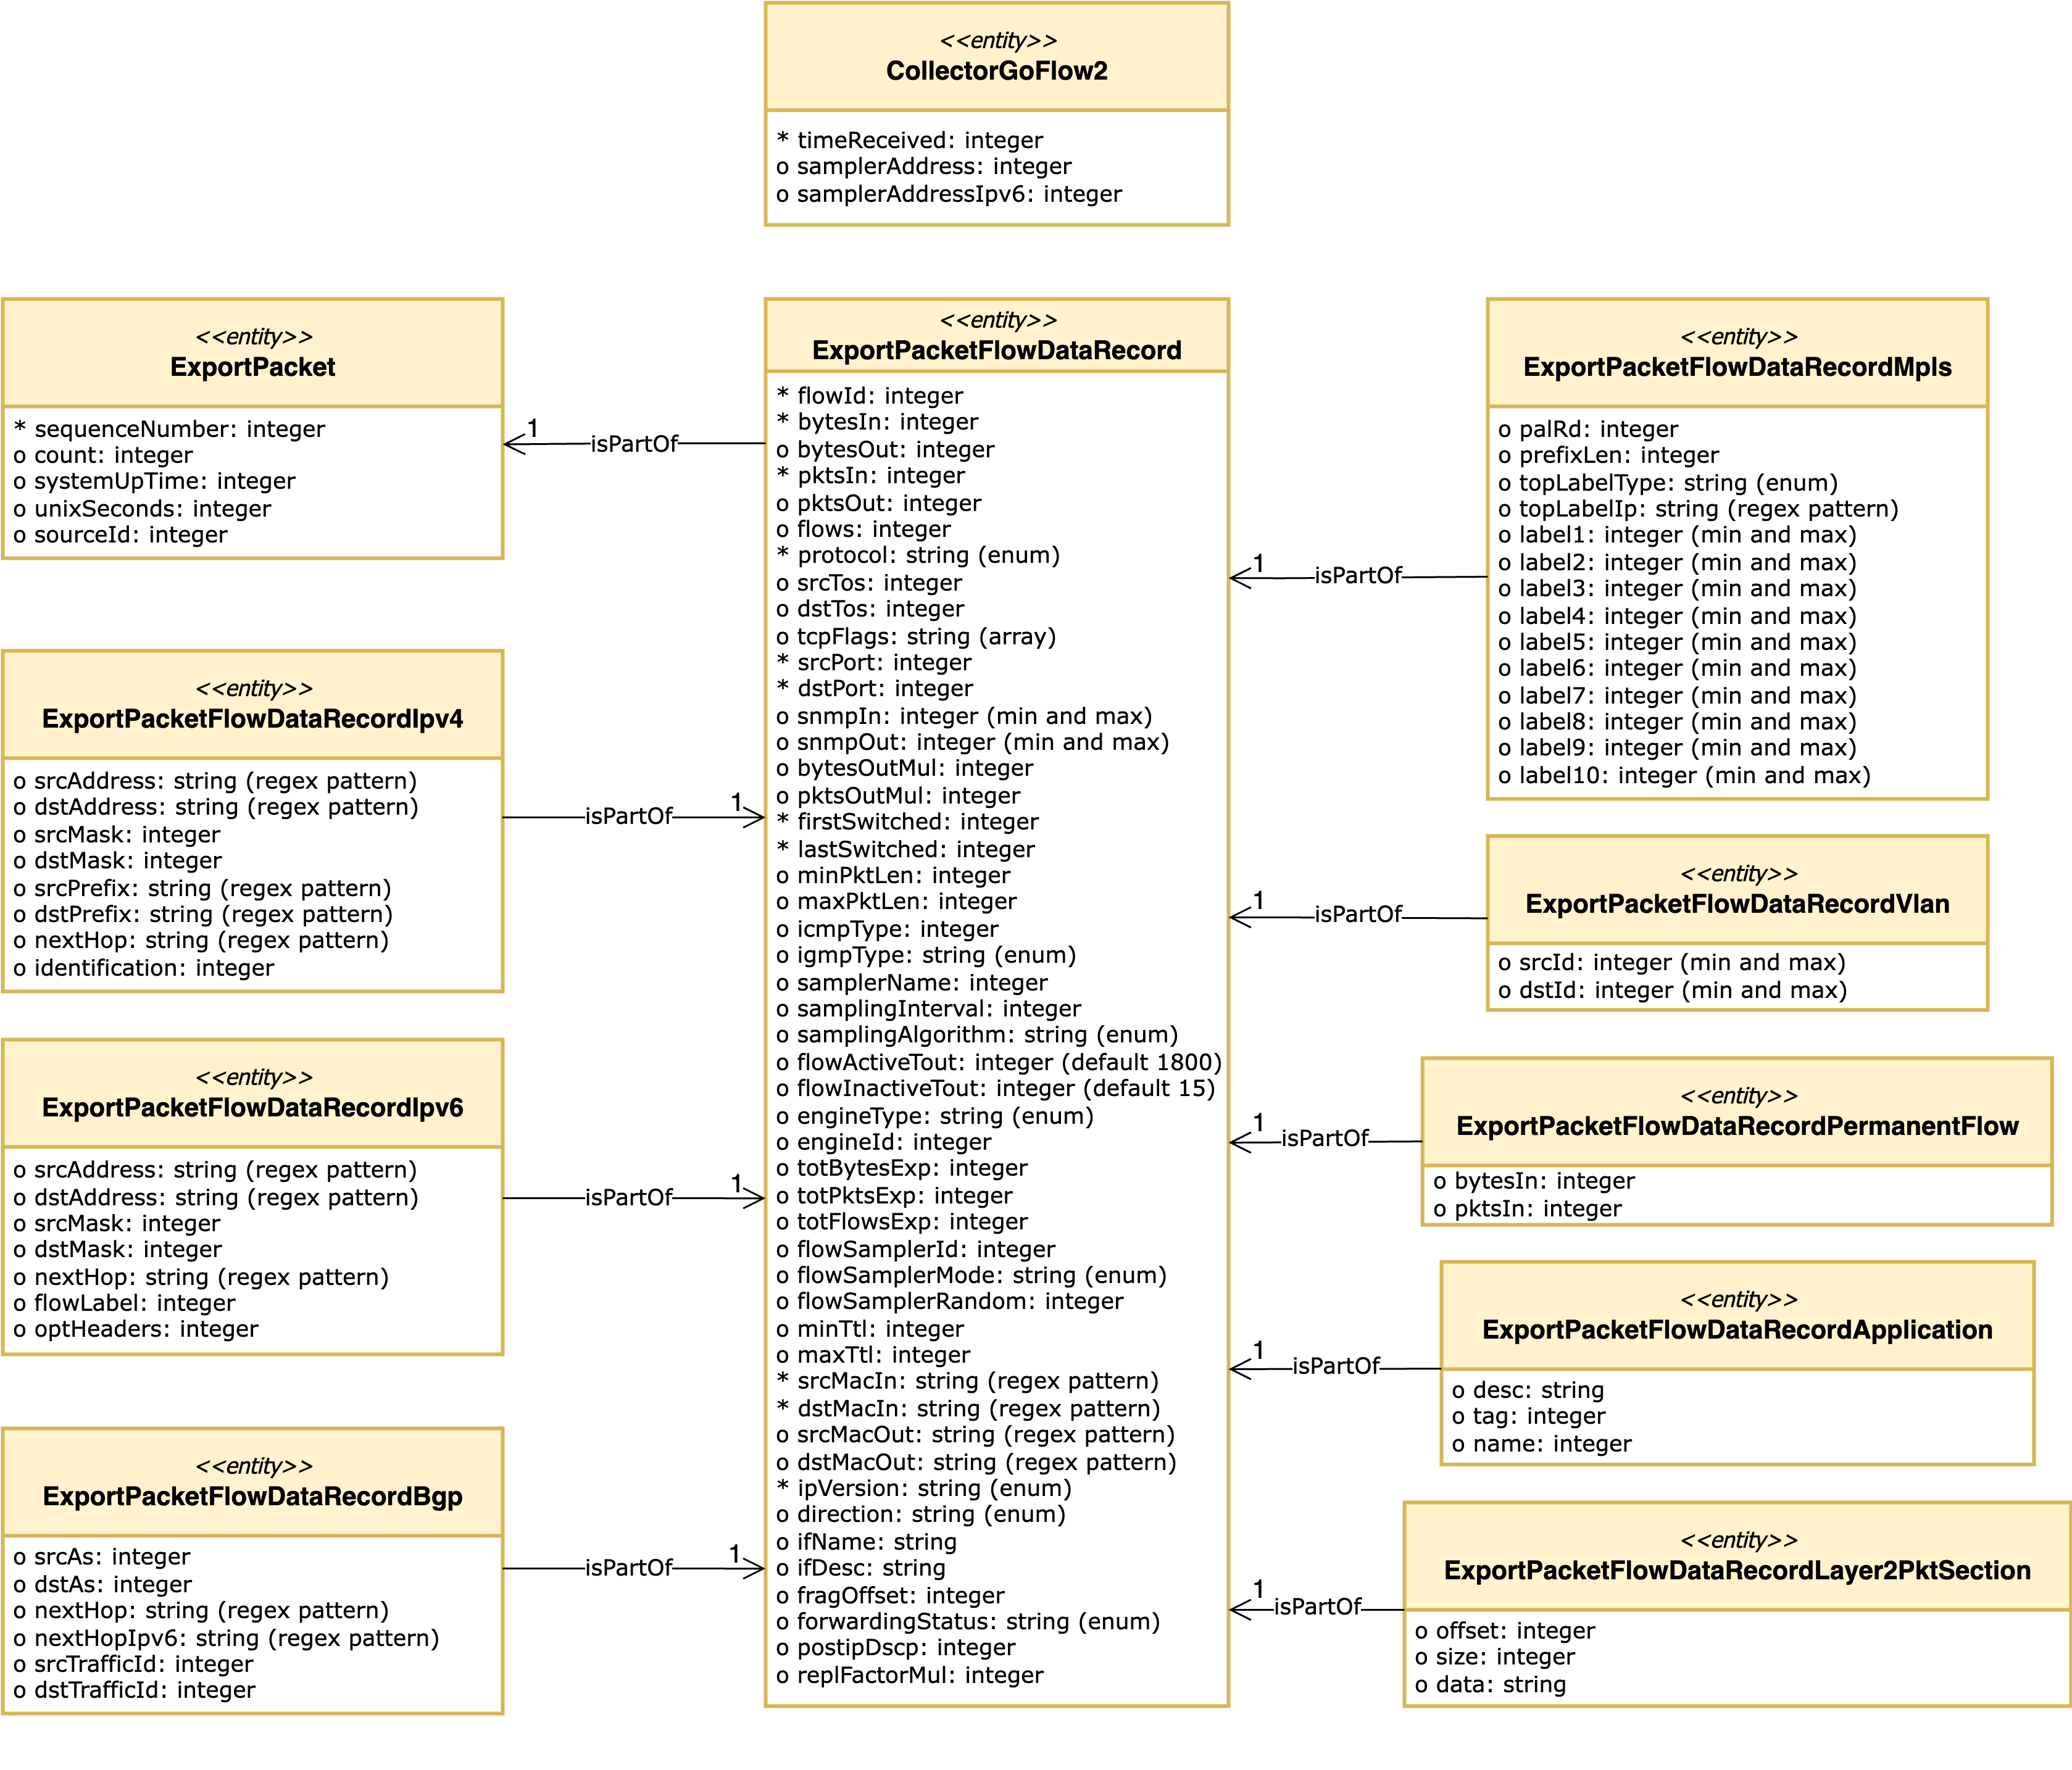 <<entity>>
CollectorGoFlow2
* timeReceived: integer
o samplerAddress: integer
o samplerAddressIpv6: integer
<<entity>>
ExportPacket
* sequenceNumber: integer
o count: integer
o systemUpTime: integer
o unixSeconds: integer
o sourceId: integer
1
isPartOf
<<entity>>
ExportPacketFlowDataRecordIpv4
o srcAddress: string (regex pattern)
o dstAddress: string (regex pattern)
o srcMask: integer
o dstMask: integer
o srcPrefix: string (regex pattern)
o dstPrefix: string (regex pattern)
o nextHop: string (regex pattern)
o identification: integer
isPartOf
1
<<entity>>
ExportPacketFlowDataRecordIpv6
o srcAddress: string (regex pattern)
o dstAddress: string (regex pattern)
o srcMask: integer
o dstMask: integer
o nextHop: string (regex pattern)
o flowLabel: integer
o optHeaders: integer
isPartOf
1
<<entity>>
ExportPacketFlowDataRecordBgp
o srcAs: integer
o dstAs: integer
o nextHop: string (regex pattern)
o nextHopIpv6: string (regex pattern)
o srcTrafficId: integer
o dstTrafficId: integer
isPartOf
1
<<entity>>
ExportPacketFlowDataRecord
* flowId: integer
* bytesIn: integer
o bytesOut: integer
* pktsIn: integer
o pktsOut: integer
o flows: integer
* protocol: string (enum)
o srcTos: integer
o dstTos: integer
o tcpFlags: string (array)
* srcPort: integer
* dstPort: integer
o snmpIn: integer (min and max)
o snmpOut: integer (min and max)
o bytesOutMul: integer
o pktsOutMul: integer
* firstSwitched: integer
* lastSwitched: integer
o minPktLen: integer
o maxPktLen: integer
o icmpType: integer
o igmpType: string (enum)
o samplerName: integer
o samplingInterval: integer
o samplingAlgorithm: string (enum)
o flowActiveTout: integer (default 1800)
o flowInactiveTout: integer (default 15)
o engineType: string (enum)
o engineId: integer
o totBytesExp: integer
o totPktsExp: integer
o totFlowsExp: integer
o flowSamplerId: integer
o flowSamplerMode: string (enum)
o flowSamplerRandom: integer
o minTtl: integer
o maxTtl: integer
* srcMacIn: string (regex pattern)
* dstMacIn: string (regex pattern)
o srcMacOut: string (regex pattern)
o dstMacOut: string (regex pattern)
* ipVersion: string (enum)
o direction: string (enum)
o ifName: string
o ifDesc: string
o fragOffset: integer
o forwardingStatus: string (enum)
o postipDscp: integer
o replFactorMul: integer
<<entity>>
ExportPacketFlowDataRecordMpls
o palRd: integer
o prefixLen: integer
o topLabelType: string (enum)
o topLabelIp: string (regex pattern)
o label1: integer (min and max)
o label2: integer (min and max)
o label3: integer (min and max)
o label4: integer (min and max)
o label5: integer (min and max)
o label6: integer (min and max)
o label7: integer (min and max)
o label8: integer (min and max)
o label9: integer (min and max)
o label10: integer (min and max)
1
isPartOf
<<entity>>
ExportPacketFlowDataRecordVlan
o srcId: integer (min and max)
o dstId: integer (min and max)
1
isPartOf
<<entity>>
ExportPacketFlowDataRecordPermanentFlow
o bytesIn: integer
o pktsIn: integer
1
isPartOf
<<entity>>
ExportPacketFlowDataRecordApplication
o desc: string
o tag: integer
o name: integer
1
isPartOf
<<entity>>
ExportPacketFlowDataRecordLayer2PktSection
o offset: integer
o size: integer
o data: string
1
isPartOf